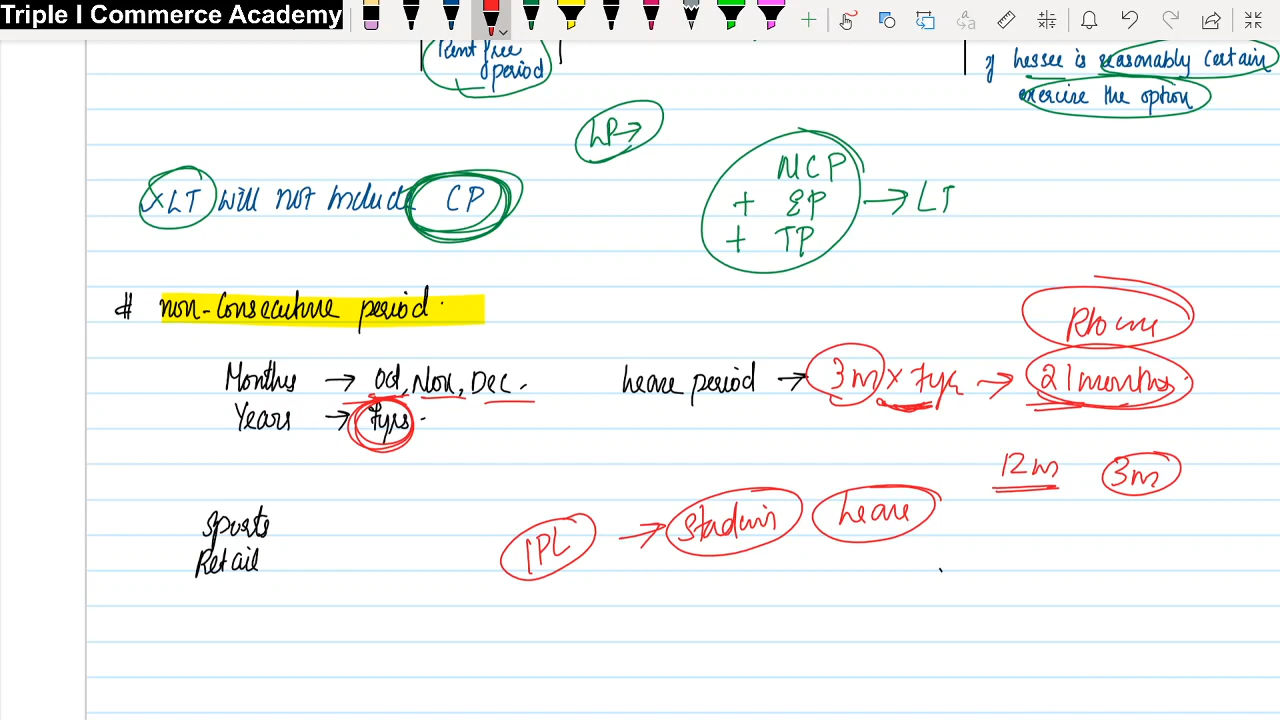 Triple I Commerce Academy
Rent free
period
if Lessee is reasonably certain
exercise the option
LP →
NCP
+ EP → LT
+ TP
× LT will not include CP
# non-consecutive period.
Months → Oct, Nov, Dec.
Years → 7yrs.
Lease period → 3m × 7yr → 21 months
12m 3m
Sports
Retail
IPL → Stadium Lease